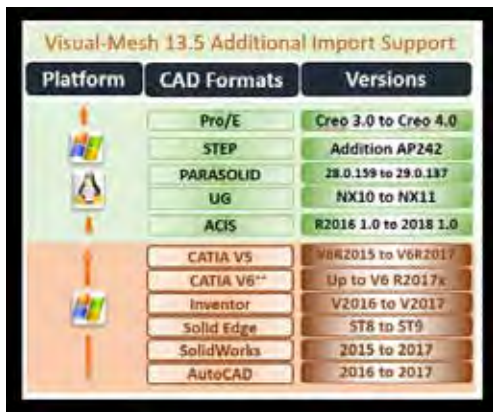 Visual-Mesh 13.5 Additional Import Support
Platform CAD Formats Versions
Pro/E Creo 3.0 to Creo 4.0
STEP Addition AP242
PARASOLID 28.0.159 to 29.0.137
UG NX10 to NX11
ACIS R2016 1.0 to 2018 1.0
CATIA V5 V6R2015 to V6R2017
CATIA V6** Up to V6 R2017x
Inventor V2016 to V2017
Solid Edge ST8 to ST9
SolidWorks 2015 to 2017
AutoCAD 2016 to 2017